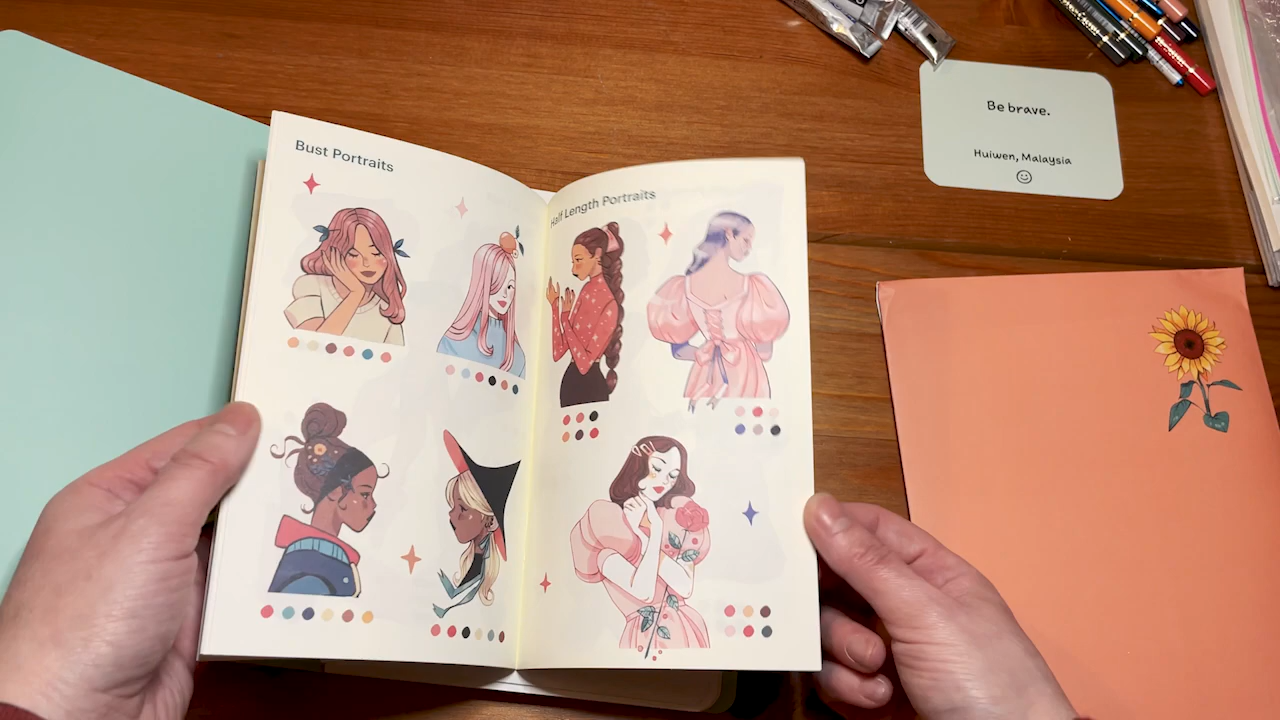 Bust Portraits
Half Length Portraits
Be brave.
Huiwen, Malaysia